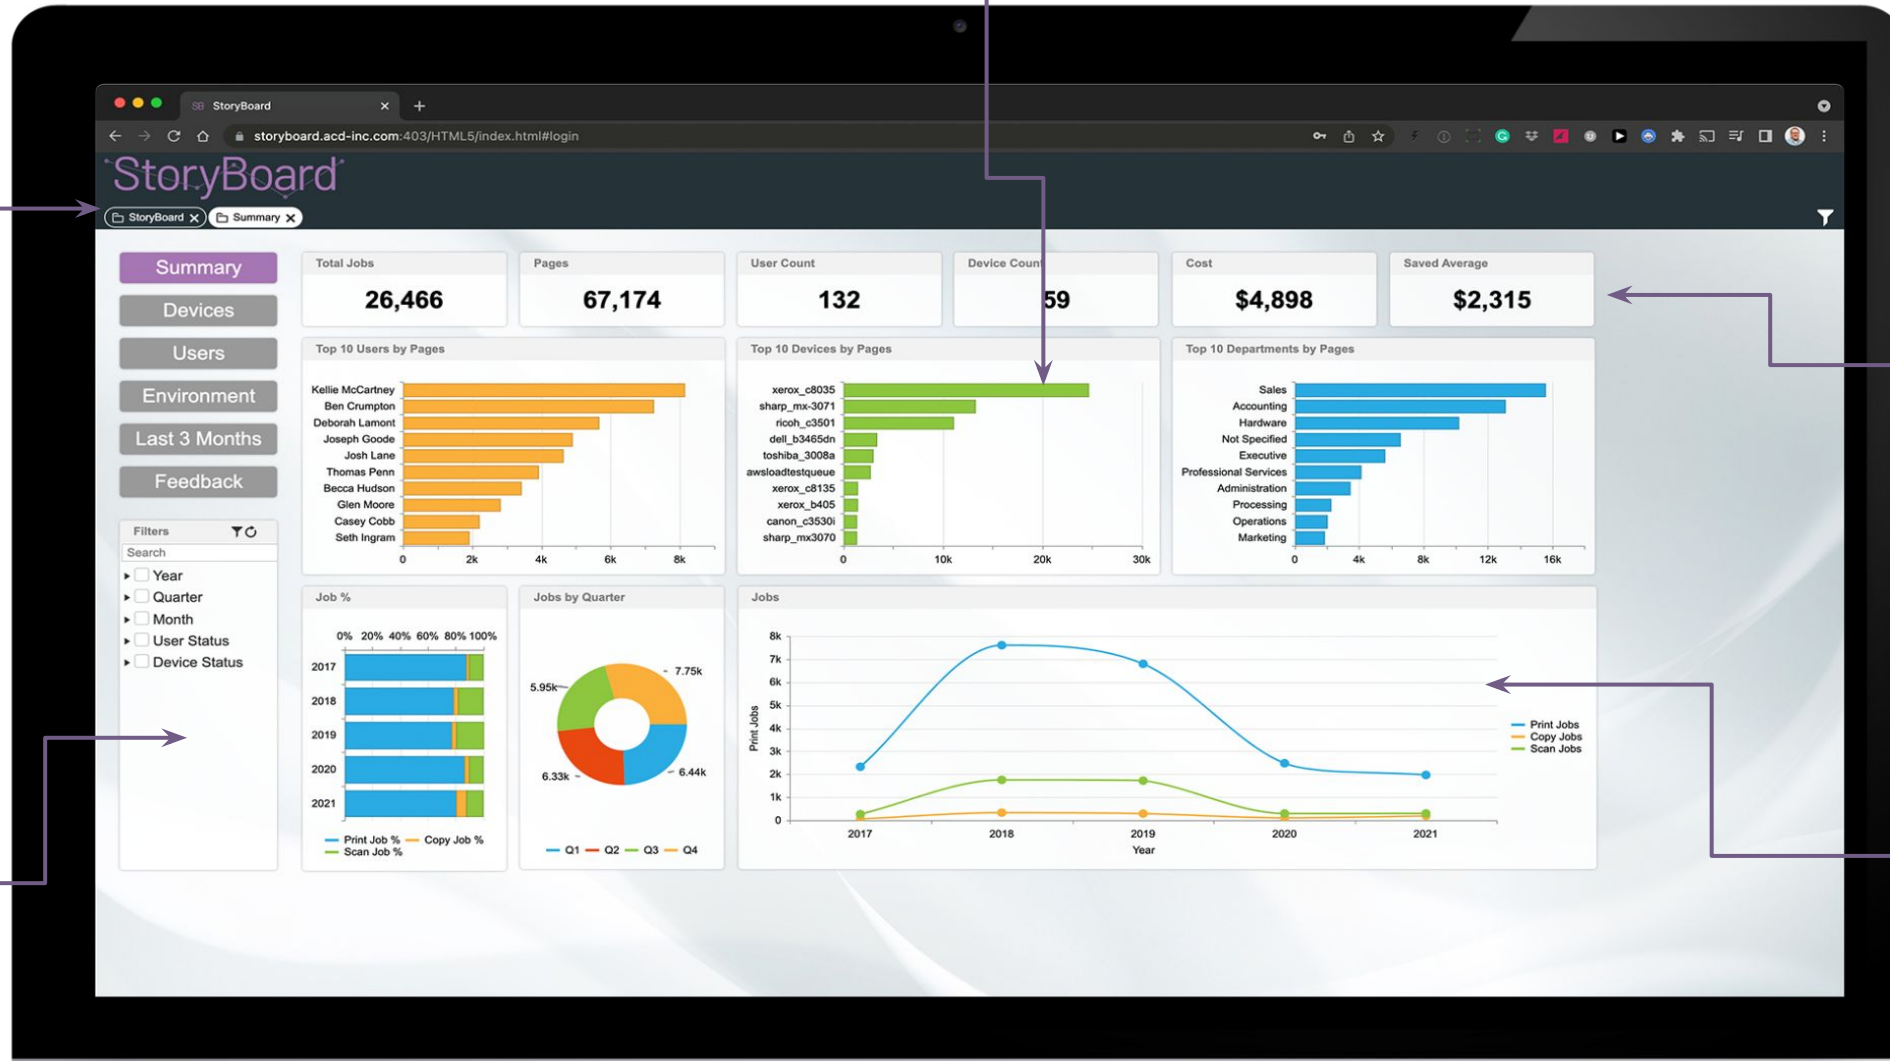 SB StoryBoard
storyboard.acd-inc.com:403/HTML5/index.html#login
StoryBoard
StoryBoard
Summary
Summary
Devices
Users
Environment
Last 3 Months
Feedback
Filters
Search
Year
Quarter
Month
User Status
Device Status
Total Jobs
26,466
Pages
67,174
User Count
132
Device Count
59
Cost
$4,898
Saved Average
$2,315
Top 10 Users by Pages
Kellie McCartney
Ben Crumpton
Deborah Lamont
Joseph Goode
Josh Lane
Thomas Penn
Becca Hudson
Glen Moore
Casey Cobb
Seth Ingram
0 2k 4k 6k 8k
Top 10 Devices by Pages
xerox_c8035
sharp_mx-3071
ricoh_c3501
dell_b3465dn
toshiba_3008a
awsloadtestqueue
xerox_c8135
xerox_b405
canon_c3530i
sharp_mx3070
0 10k 20k 30k
Top 10 Departments by Pages
Sales
Accounting
Hardware
Not Specified
Executive
Professional Services
Administration
Processing
Operations
Marketing
0 4k 8k 12k 16k
Job %
0% 20% 40% 60% 80% 100%
2017
2018
2019
2020
2021
Print Job % Copy Job %
Scan Job %
Jobs by Quarter
7.75k
5.95k
6.33k
6.44k
Q1 Q2 Q3 Q4
Jobs
8k
7k
6k
5k
4k
3k
2k
1k
0
Print Jobs
2017 2018 2019 2020 2021
Year
Print Jobs
Copy Jobs
Scan Jobs